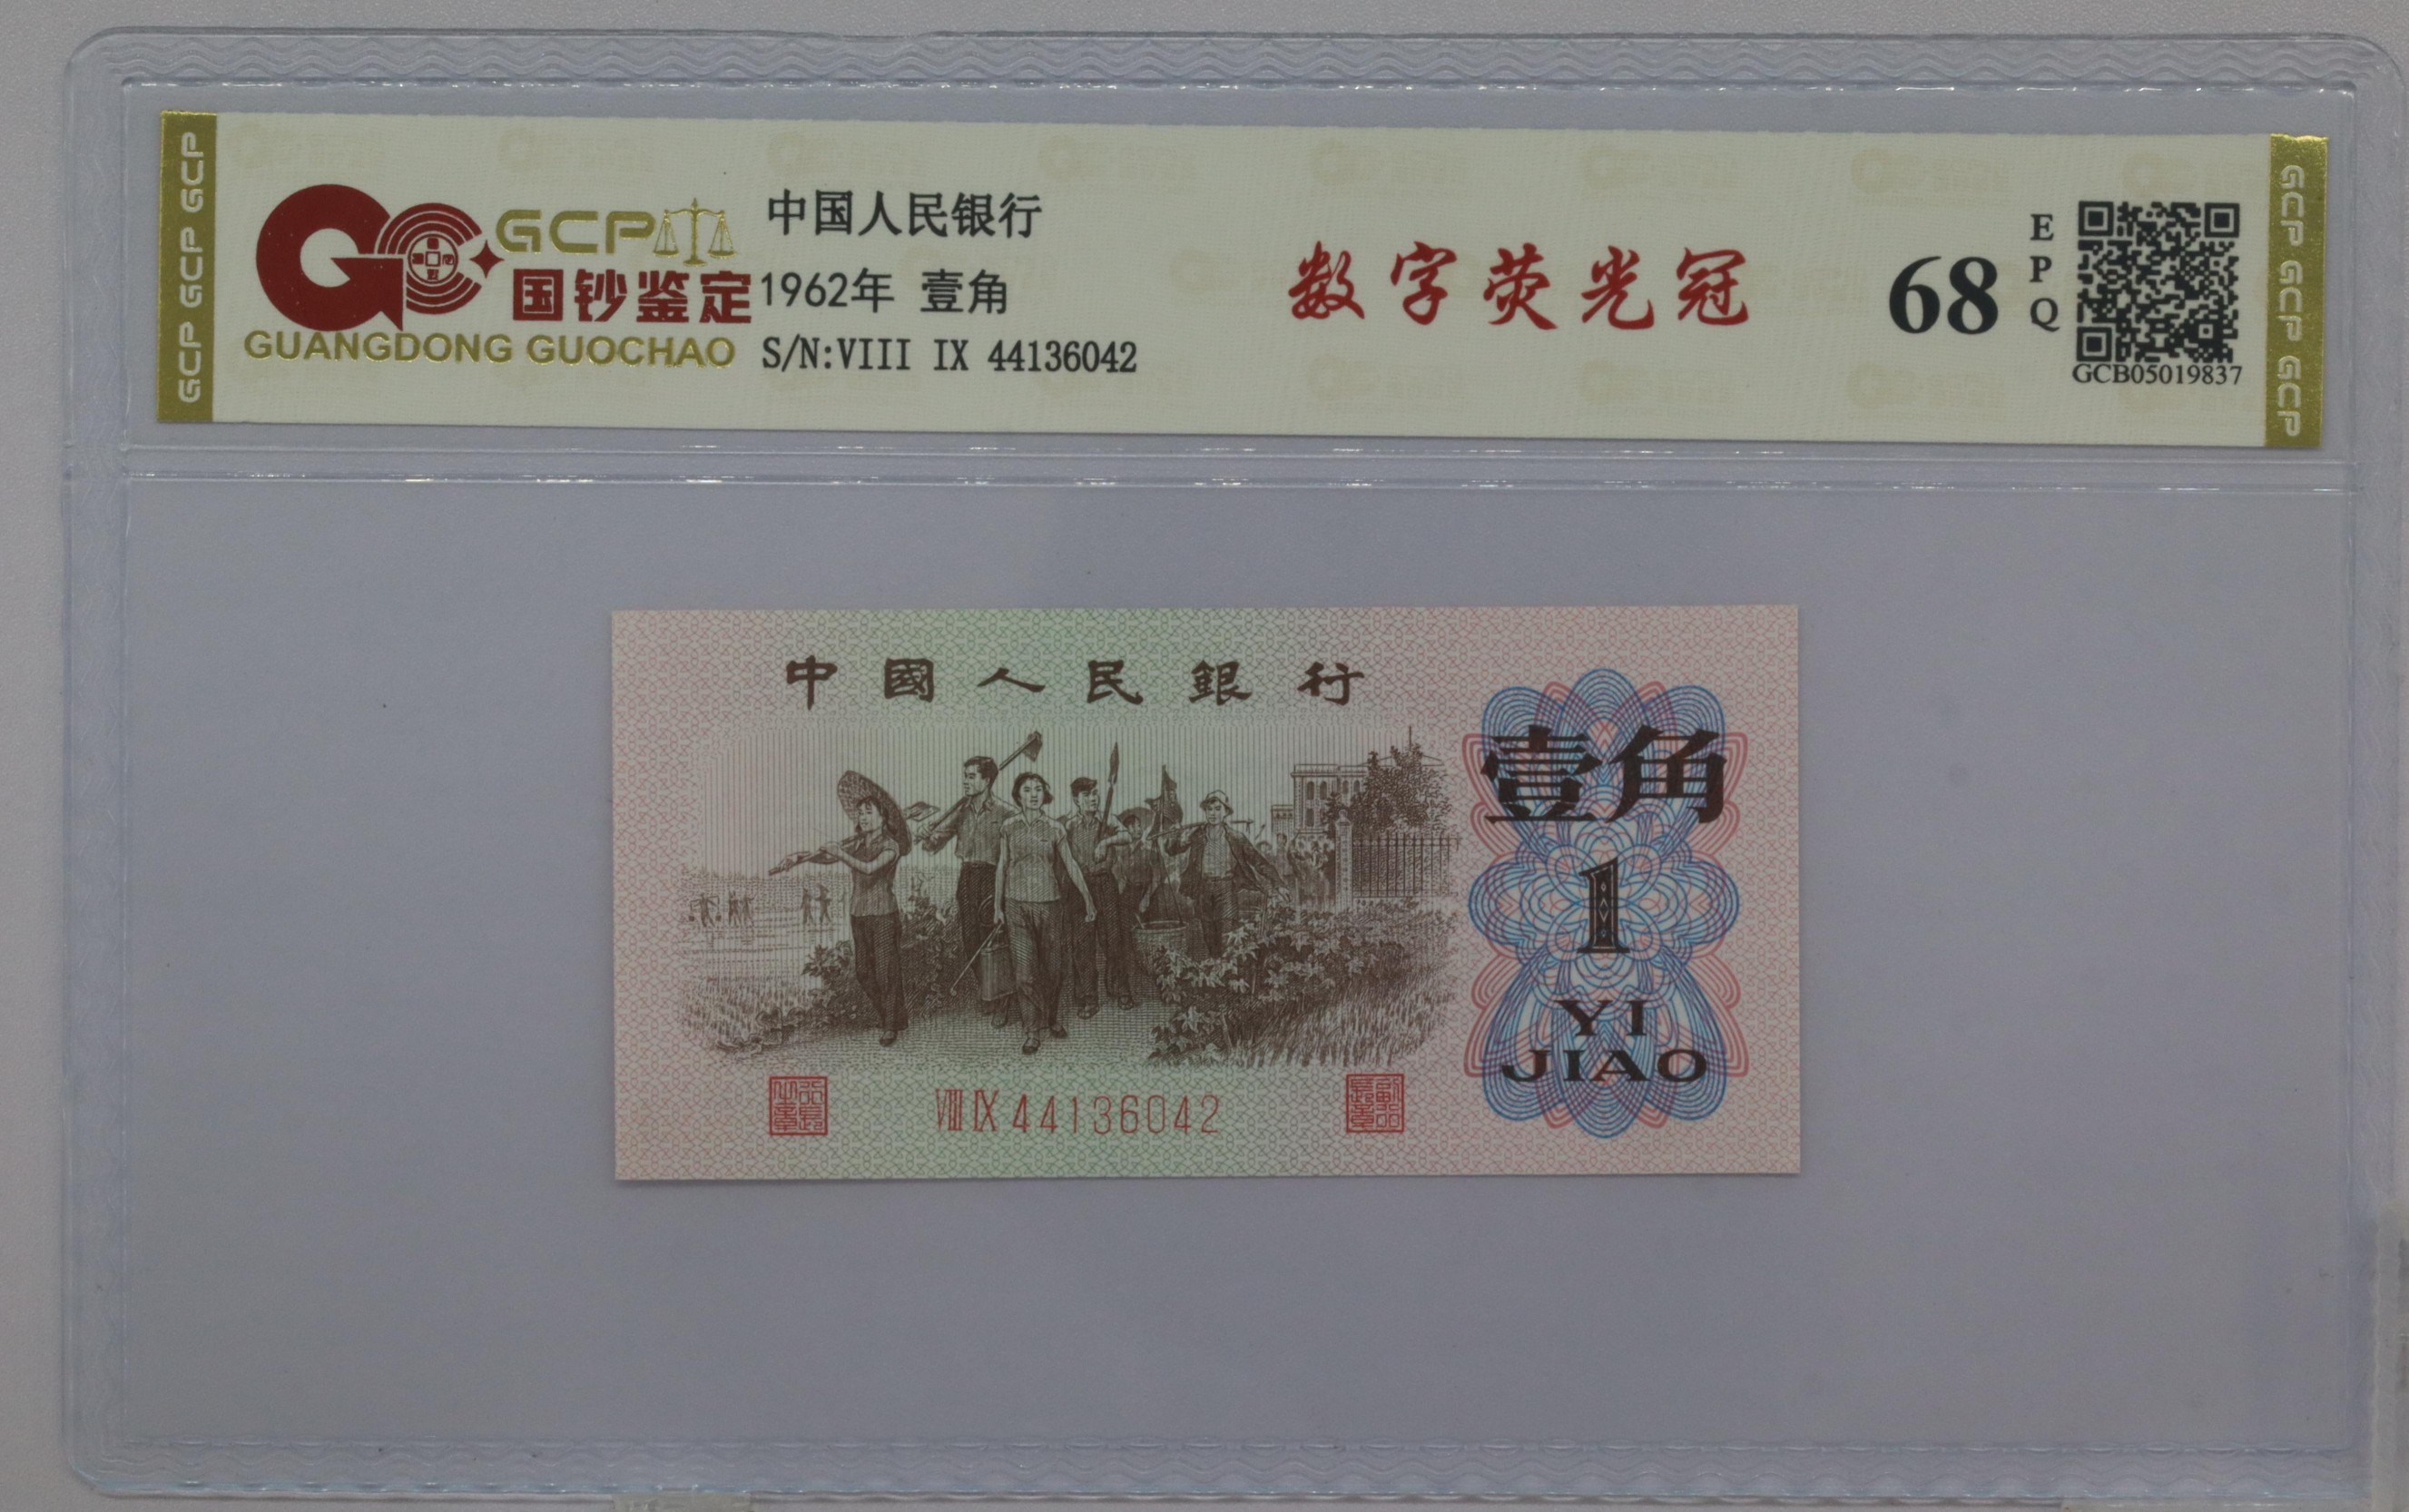 GCP GCP GCP
GCP
国钞鉴定
GUANGDONG GUOCHAO
中国人民银行
1962年 壹角
S/N:VIII IX 44136042
数字荧光冠
68
EPQ
GCB05019837
GCP GCP GCP
中國人民銀行
壹角
1
YI
JIAO
VIII IX 44136042